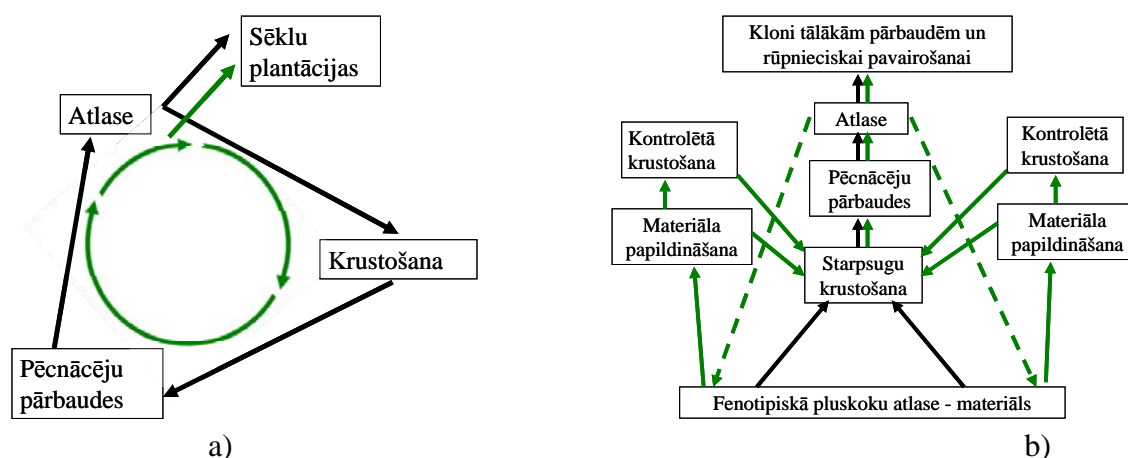 Sēklu
plantācijas
Atlase
Krustošana
Pēcnācēju
pārbaudes
a)
Kloni tālākām pārbaudēm un
rūpnieciskai pavairošanai
Atlase
Kontrolētā
krustošana
Kontrolētā
krustošana
Pēcnācēju
pārbaudes
Materiāla
papildināšana
Materiāla
papildināšana
Starpsugu
krustošana
Fenotipiskā pluskoku atlase - materiāls
b)